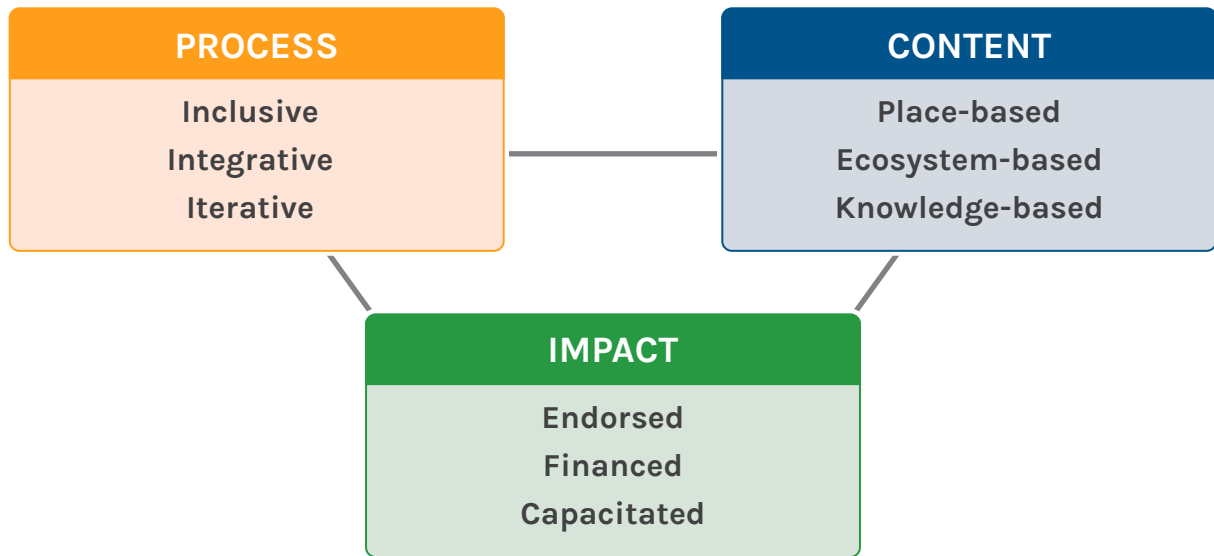 PROCESS
Inclusive
Integrative
Iterative
CONTENT
Place-based
Ecosystem-based
Knowledge-based
IMPACT
Endorsed
Financed
Capacitated